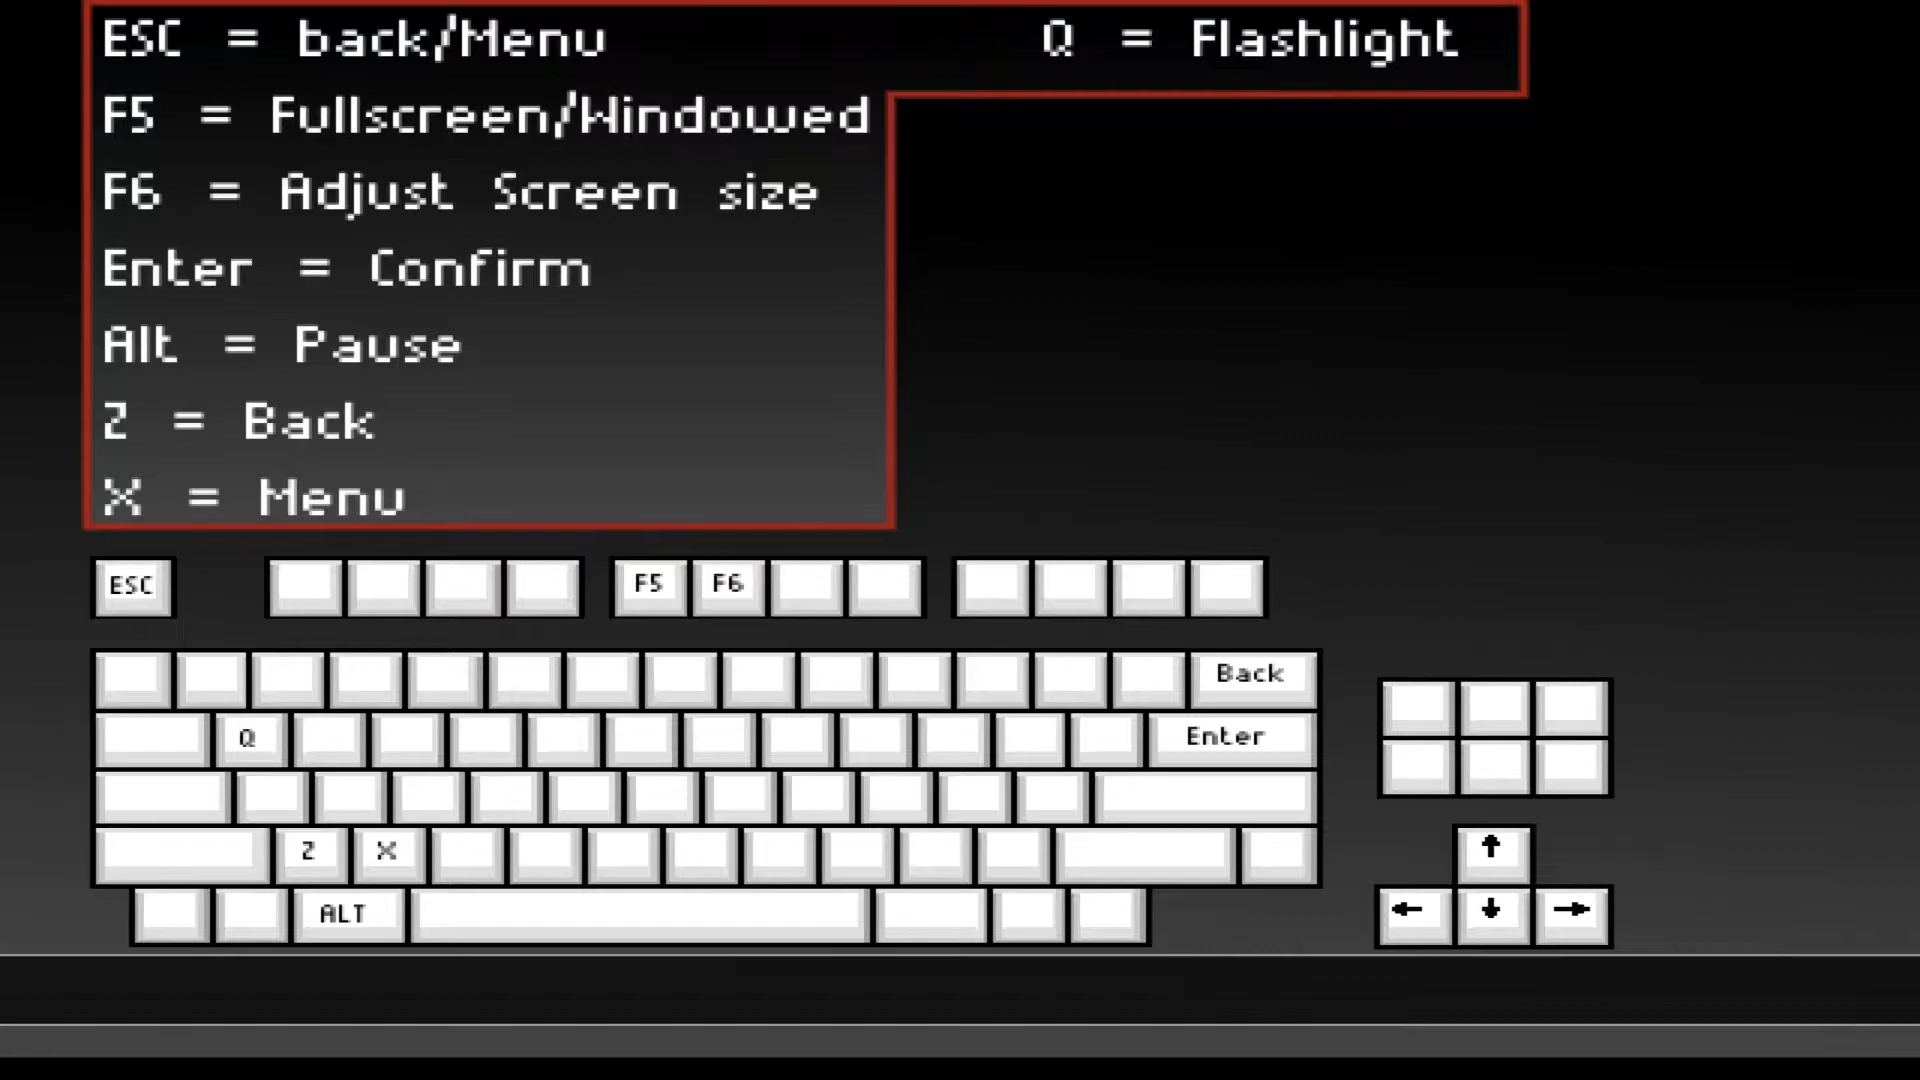 ESC = back/Menu Q = Flashlight
F5 = Fullscreen/Windowed
F6 = Adjust Screen size
Enter = Confirm
Alt = Pause
Z = Back
X = Menu
ESC F5 F6
Back
Q Enter
Z X
↑
ALT ← ↓ →